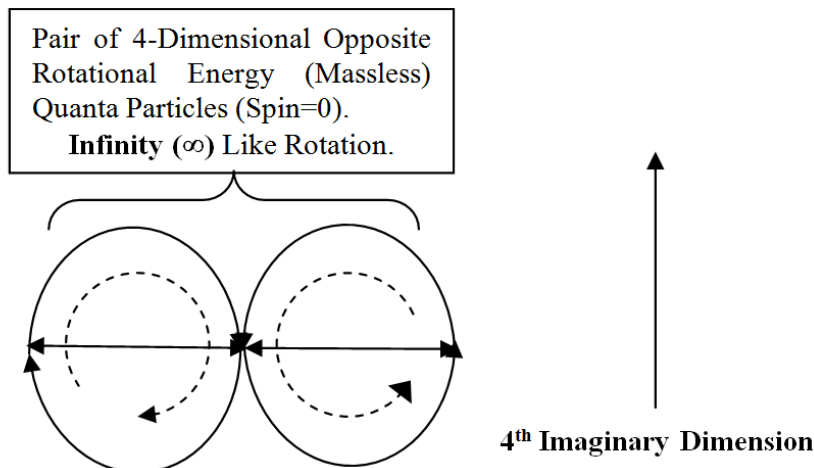 Pair of 4-Dimensional Opposite
Rotational Energy (Massless)
Quanta Particles (Spin=0).
Infinity (∞) Like Rotation.
4th Imaginary Dimension